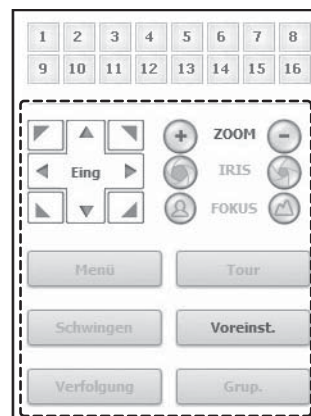 1 2 3 4 5 6 7 8
9 10 11 12 13 14 15 16
ZOOM
Eing IRIS
FOKUS
Menü Tour
Schwingen Voreinst.
Verfolgung Grup.